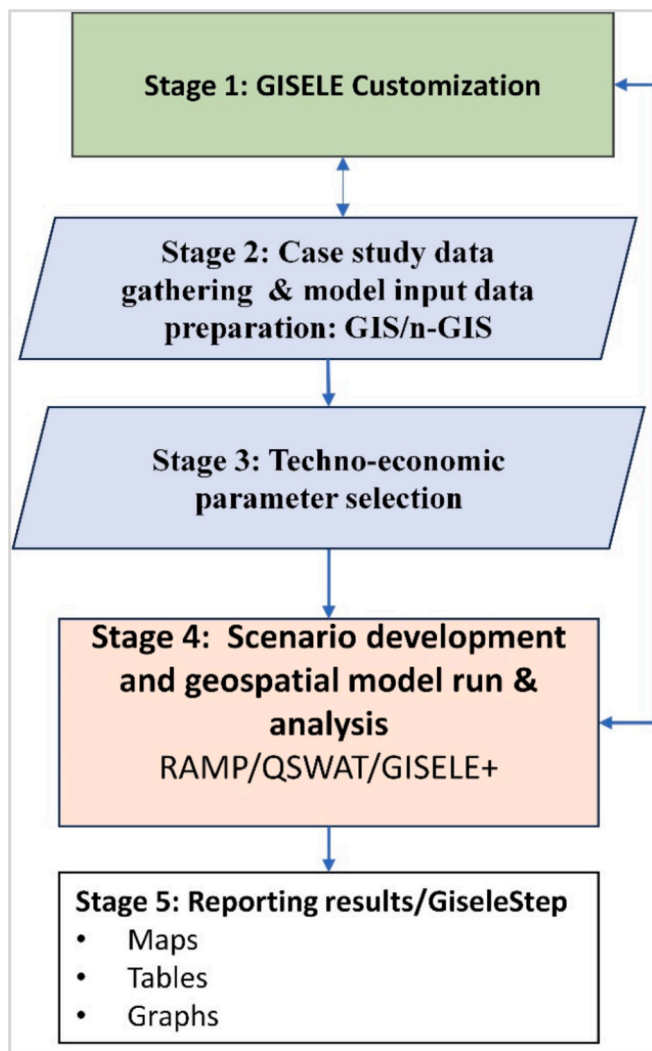 Stage 1: GISELE Customization
Stage 2: Case study data
gathering & model input data
preparation: GIS/n-GIS
Stage 3: Techno-economic
parameter selection
Stage 4: Scenario development
and geospatial model run &
analysis
RAMP/QSWAT/GISELE+
Stage 5: Reporting results/GiseleStep
• Maps
• Tables
• Graphs